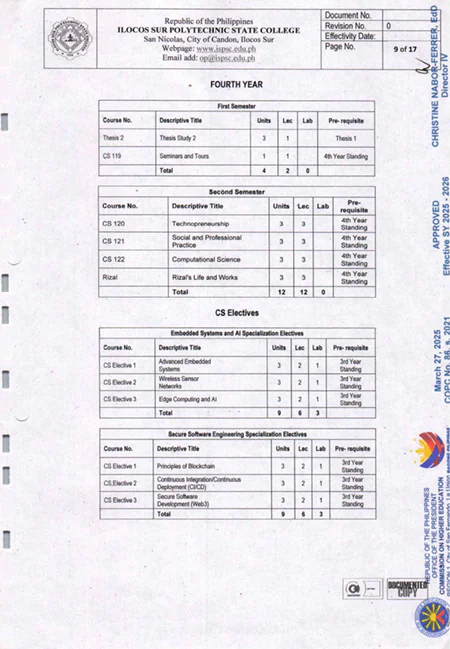 Republic of the Philippines
ILOCOS SUR POLYTECHNIC STATE COLLEGE
San Nicolas, City of Candon, Ilocos Sur
Webpage: www.ispsc.edu.ph
Email add: op@ispsc.edu.ph
Document No.
Revision No. 0
Effectivity Date:
Page No. 9 of 17
FOURTH YEAR
First Semester
Course No. Descriptive Title Units Lec Lab Pre- requisite
Thesis 2 Thesis Study 2 3 1 Thesis 1
CS 119 Seminars and Tours 1 1 4th Year Standing
Total 4 2 0
Second Semester
Course No. Descriptive Title Units Lec Lab Pre-
requisite
CS 120 Technopreneurship 3 3 4th Year
Standing
CS 121 Social and Professional
Practice 3 3 4th Year
Standing
CS 122 Computational Science 3 3 4th Year
Standing
Rizal Rizal's Life and Works 3 3 4th Year
Standing
Total 12 12 0
CS Electives
Embedded Systems and AI Specialization Electives
Course No. Descriptive Title Units Lec Lab Pre- requisite
CS Elective 1 Advanced Embedded
Systems 3 2 1 3rd Year
Standing
CS Elective 2 Wireless Sensor
Networks 3 2 1 3rd Year
Standing
CS Elective 3 Edge Computing and AI 3 2 1 3rd Year
Standing
Total 9 6 3
Secure Software Engineering Specialization Electives
Course No. Descriptive Title Units Lec Lab Pre- requisite
CS Elective 1 Principles of Blockchain 3 2 1 3rd Year
Standing
CS Elective 2 Continuous Integration/Continuous
Deployment (CI/CD) 3 2 1 3rd Year
Standing
CS Elective 3 Secure Software
Development (Web3) 3 2 1 3rd Year
Standing
Total 9 6 3
DOCUMENTED
COPY
CHRISTINE NABOR-FERRER, EdD
Director IV
APPROVED
Effective SY 2025 - 2026
March 27, 2025
COPC No. 86, s. 2021
REPUBLIC OF THE PHILIPPINES
OFFICE OF THE PRESIDENT
COMMISSION ON HIGHER EDUCATION